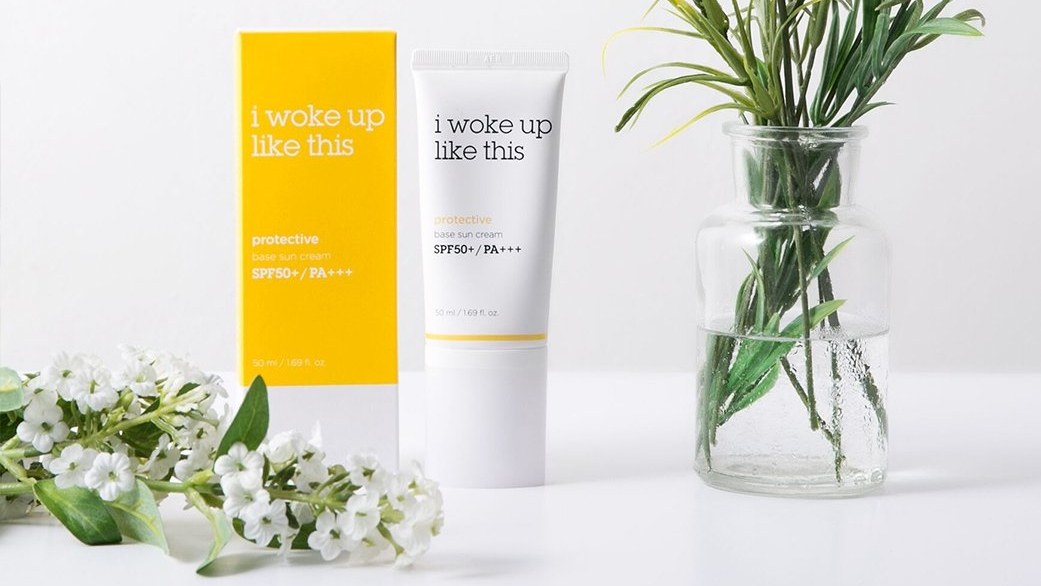 i woke up
like this
protective
base sun cream
SPF50+/ PA+++
50 ml / 1.69 fl. oz.
i woke up
like this
protective
base sun cream
SPF50+/ PA+++
50 ml / 1.69 fl. oz.